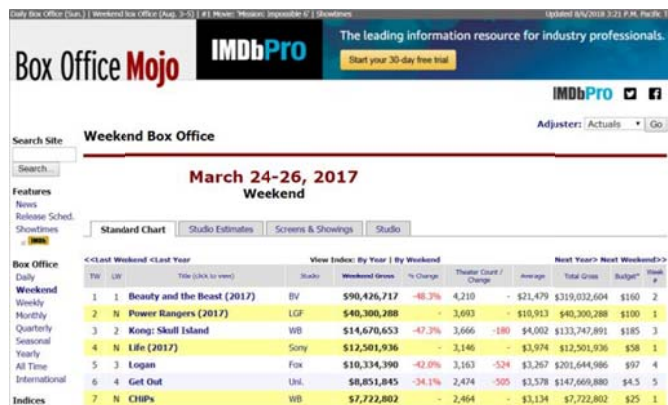 Daily Box Office (Sun.) | Weekend Box Office (Aug. 3–5) | #1 Movie: 'Mission: Impossible 6' | Showtimes Updated 8/6/2018 3:21 P.M. Pacific T
Box Office Mojo
IMDbPro
The leading information resource for industry professionals.
Start your 30-day free trial
IMDbPro
Adjuster: Actuals Go
Search Site
Search...
Features
News
Release Sched.
Showtimes
IMDb
Box Office
Daily
Weekend
Weekly
Monthly
Quarterly
Seasonal
Yearly
All Time
International
Indices
Weekend Box Office
March 24-26, 2017
Weekend
Standard Chart Studio Estimates Screens & Showings Studio
<<Last Weekend <Last Year View Index: By Year | By Weekend Next Year> Next Weekend>>
TW LW Title (click to view) Studio Weekend Gross % Change Theater Count / Change Average Total Gross Budget* Week #
1 1 Beauty and the Beast (2017) BV $90,426,717 -48.3% 4,210 - $21,479 $319,032,604 $160 2
2 N Power Rangers (2017) LGF $40,300,288 - 3,693 - $10,913 $40,300,288 $100 1
3 2 Kong: Skull Island WB $14,670,653 -47.3% 3,666 -180 $4,002 $133,747,891 $185 3
4 N Life (2017) Sony $12,501,936 - 3,146 - $3,974 $12,501,936 $58 1
5 3 Logan Fox $10,334,390 -42.0% 3,163 -524 $3,267 $201,644,986 $97 4
6 4 Get Out Uni. $8,851,845 -34.1% 2,474 -505 $3,578 $147,669,880 $4.5 5
7 N CHiPs WB $7,722,802 - 2,464 - $3,134 $7,722,802 $25 1